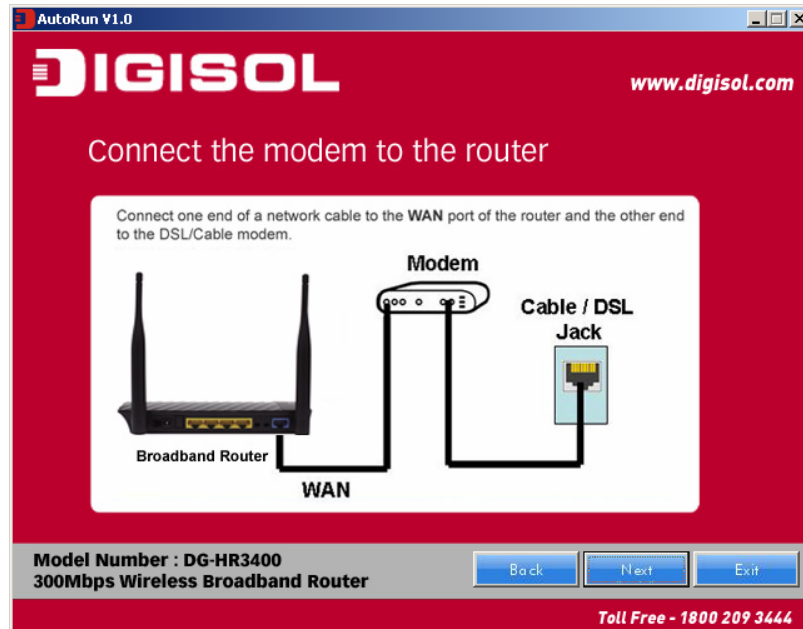 AutoRun V1.0
DIGISOL
www.digisol.com
Connect the modem to the router
Connect one end of a network cable to the WAN port of the router and the other end
to the DSL/Cable modem.
Modem
Cable / DSL
Jack
Broadband Router
WAN
Model Number : DG-HR3400
300Mbps Wireless Broadband Router
Back
Next
Exit
Toll Free - 1800 209 3444